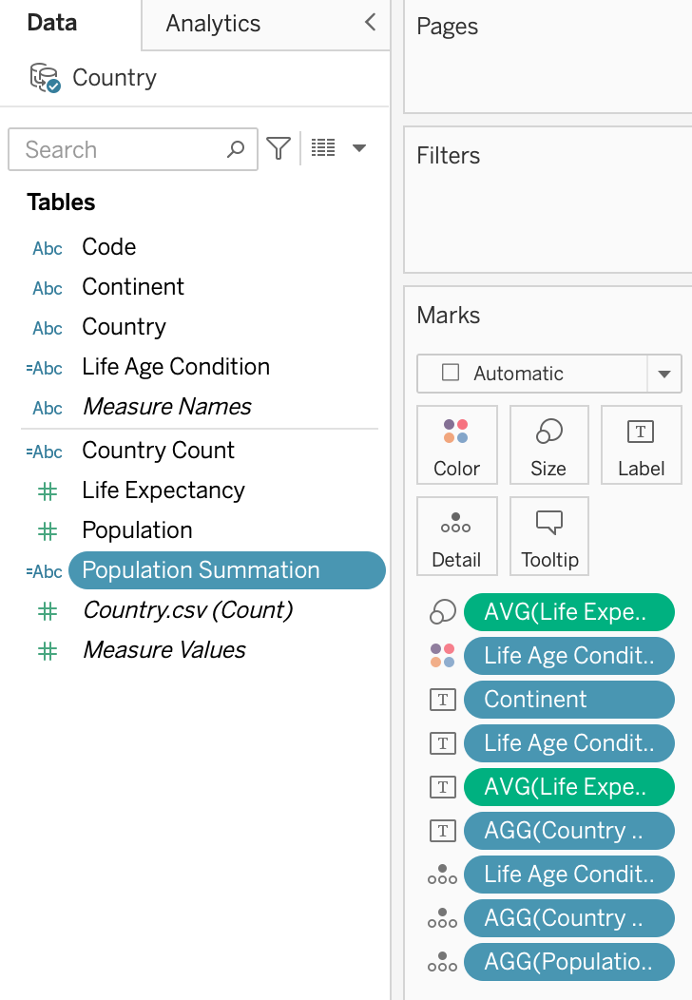 Data
Analytics
Country
Search
Tables
Abc Code
Abc Continent
Abc Country
=Abc Life Age Condition
Abc Measure Names
=Abc Country Count
# Life Expectancy
# Population
=Abc Population Summation
# Country.csv (Count)
# Measure Values
Pages
Filters
Marks
Automatic
Color
Size
T Label
Detail
Tooltip
AVG(Life Expe..
Life Age Condit..
T Continent
T Life Age Condit..
T AVG(Life Expe..
T AGG(Country ..
Life Age Condit..
AGG(Country ..
AGG(Populatio..